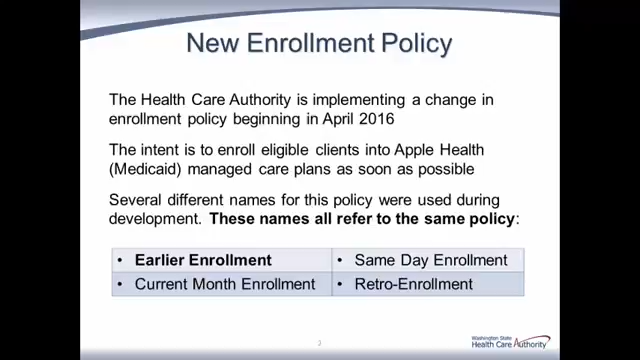 New Enrollment Policy
The Health Care Authority is implementing a change in
enrollment policy beginning in April 2016
The intent is to enroll eligible clients into Apple Health
(Medicaid) managed care plans as soon as possible
Several different names for this policy were used during
development. These names all refer to the same policy:
• Earlier Enrollment
• Same Day Enrollment
• Current Month Enrollment
• Retro-Enrollment
2
Washington State
Health Care Authority